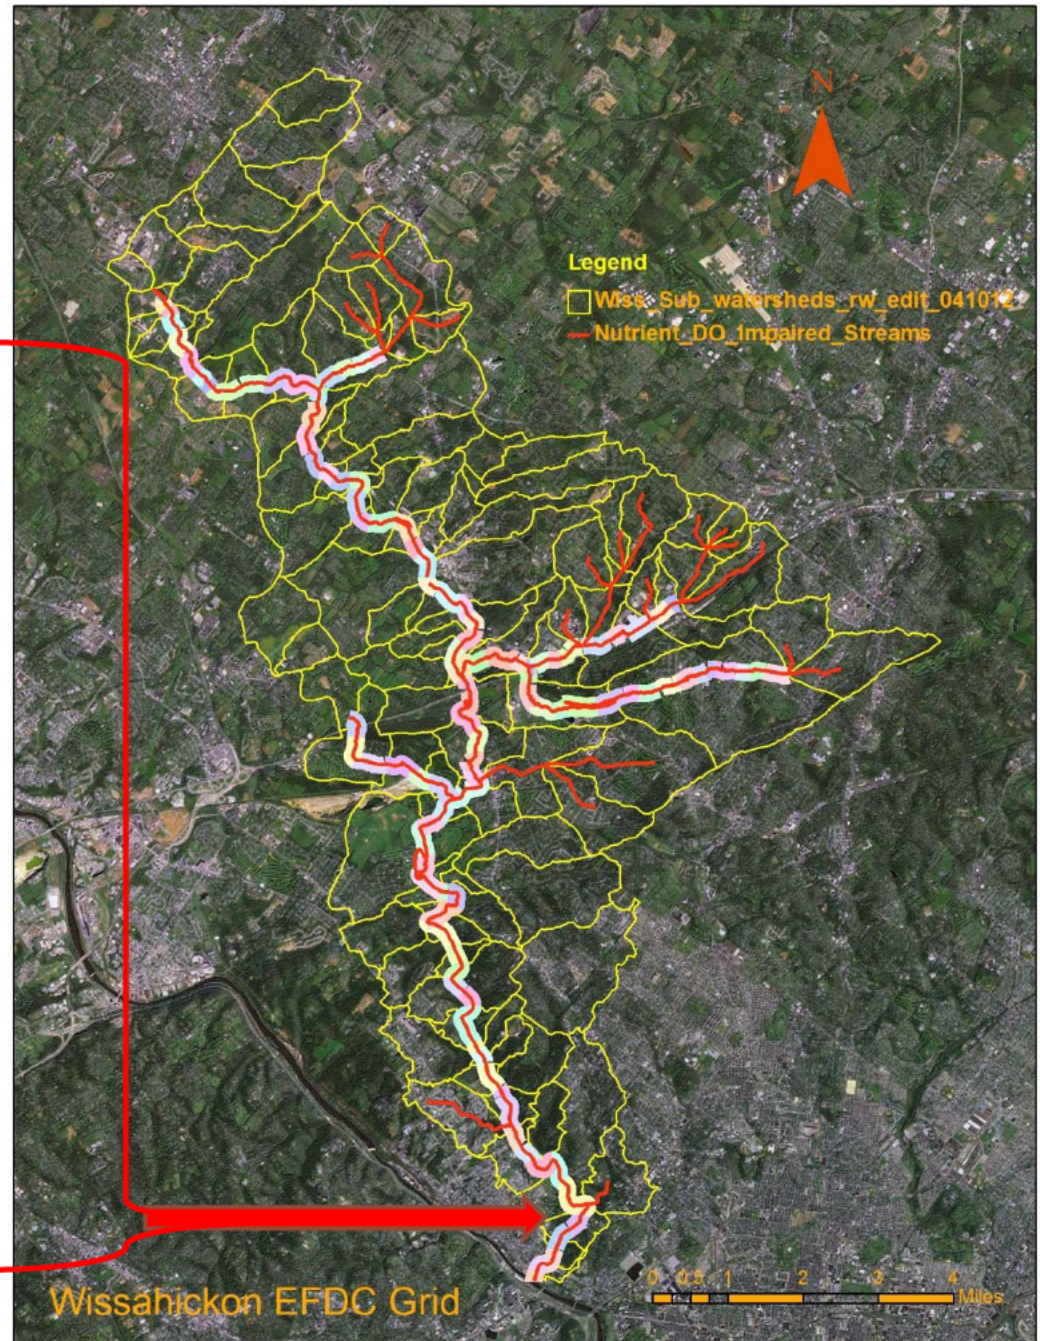 N
Legend
Wiss_Sub_watersheds_rw_edit_041012
Nutrient_DO_Impaired_Streams
0 0.5 1 2 3 4
Miles
Wissahickon EFDC Grid